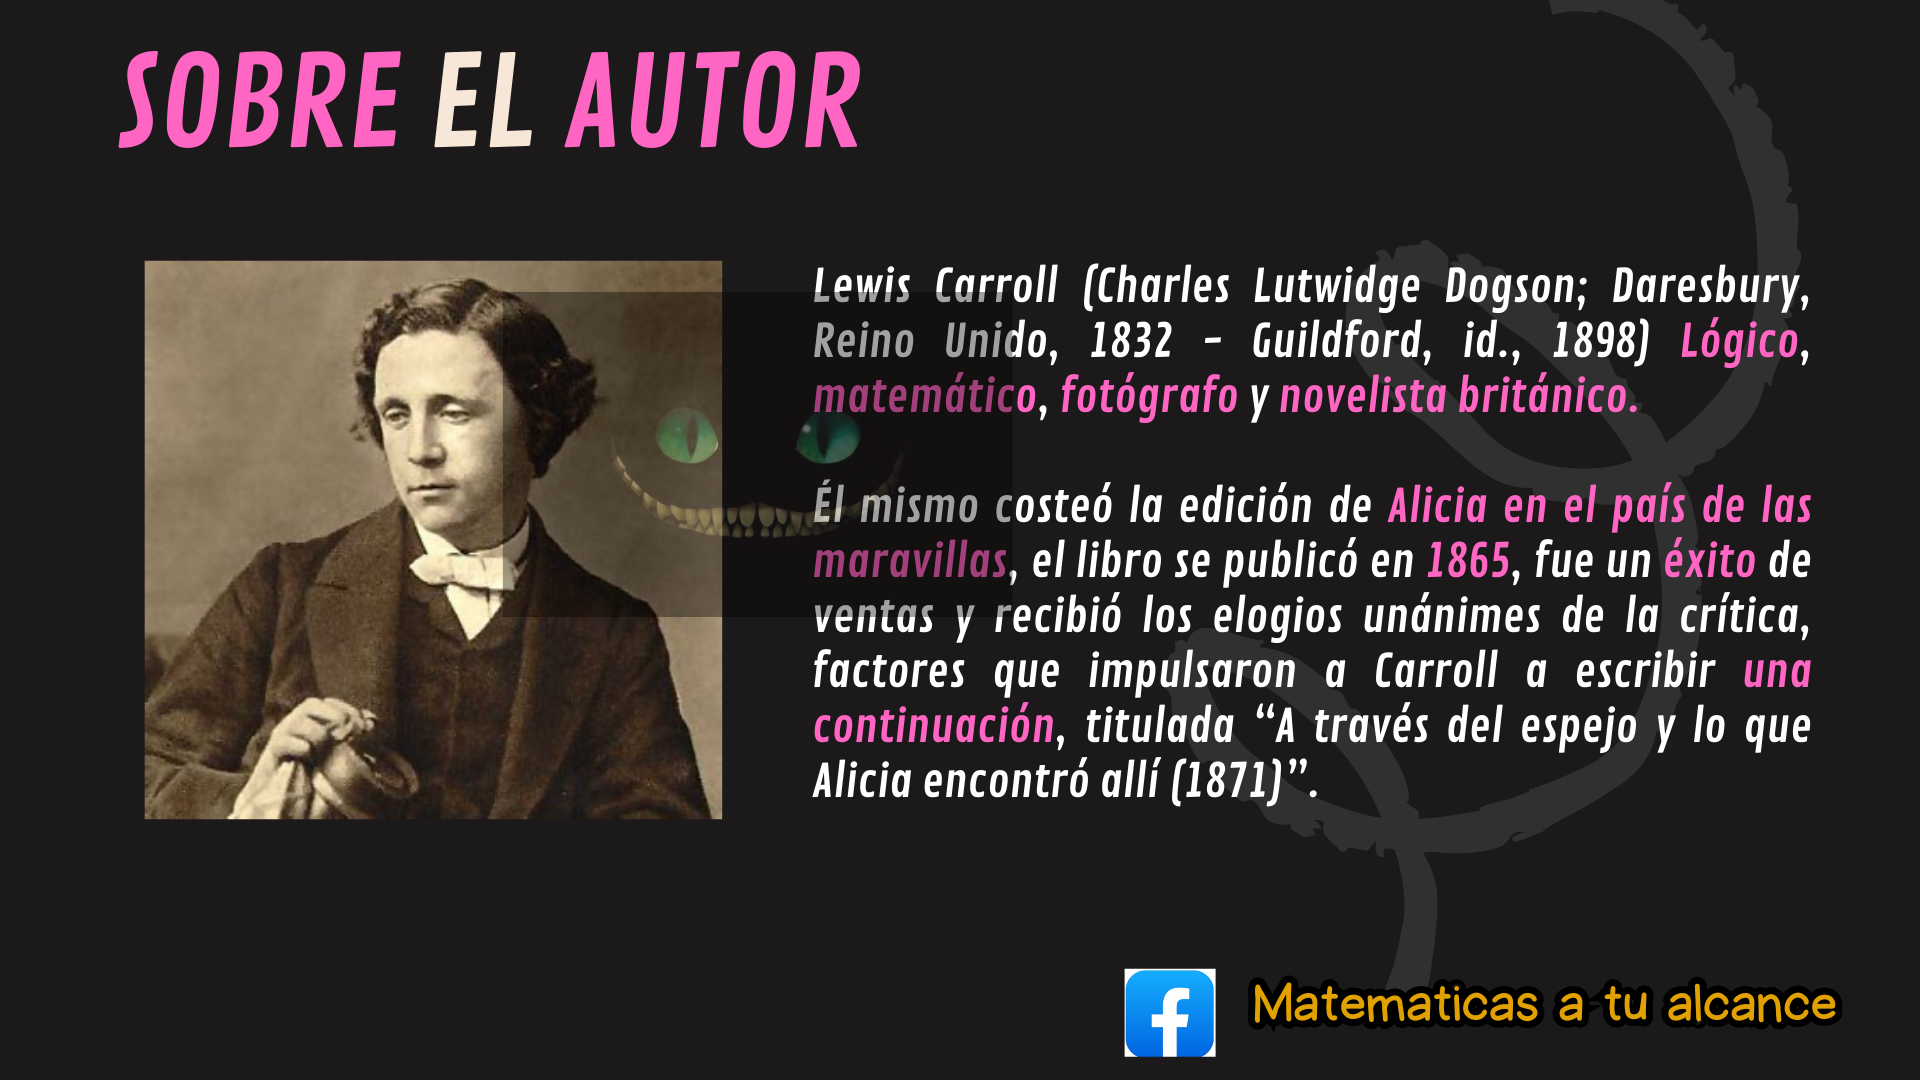 SOBRE EL AUTOR
Lewis Carroll (Charles Lutwidge Dogson; Daresbury,
Reino Unido, 1832 - Guildford, id., 1898) Lógico,
matemático, fotógrafo y novelista británico.
Él mismo costeó la edición de Alicia en el país de las
maravillas, el libro se publicó en 1865, fue un éxito de
ventas y recibió los elogios unánimes de la crítica,
factores que impulsaron a Carroll a escribir una
continuación, titulada “A través del espejo y lo que
Alicia encontró allí (1871)”.
Matematicas a tu alcance